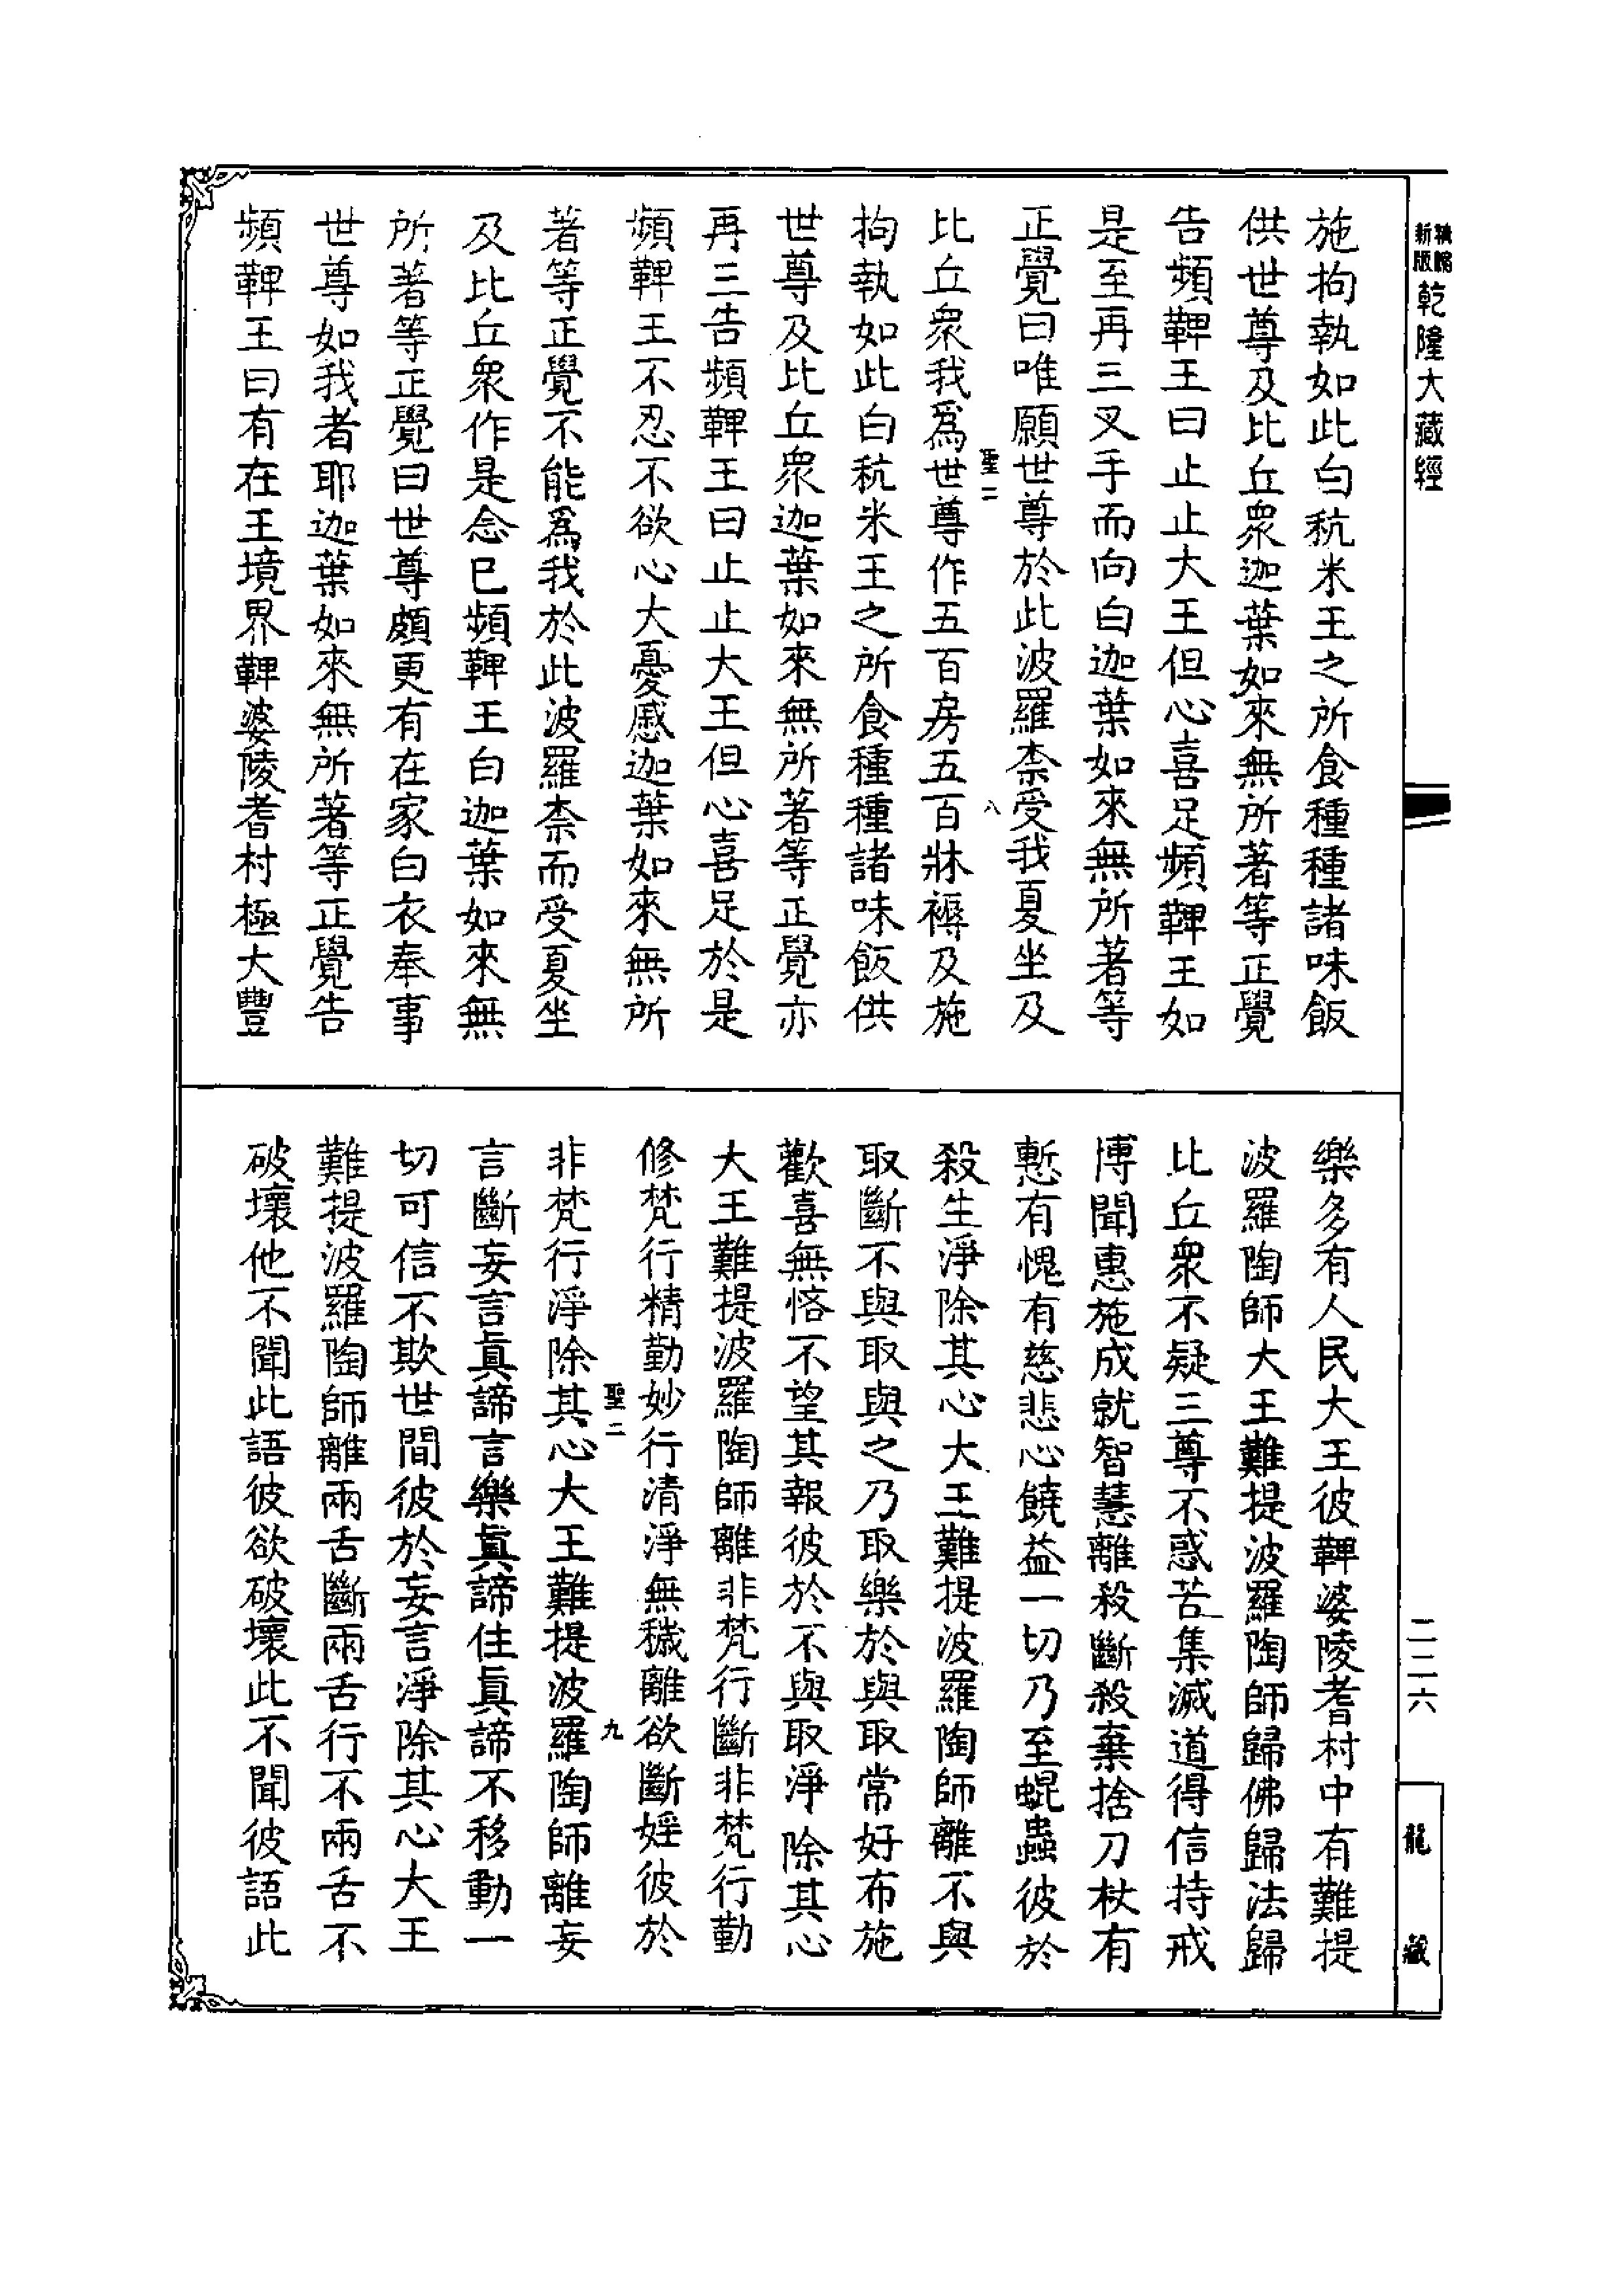 新版
乾隆大藏經
施拘執如此白秔米王之所食種種諸味飯
供世尊及比丘眾迦葉如來無所著等正覺
告頻鞞王曰止止大王但心喜足頻鞞王如
是至再三叉手而向白迦葉如來無所著等
正覺曰唯願世尊於此波羅柰受我夏坐及
聖二
八
比丘眾我為世尊作五百房五百牀褥及施
拘執如此白秔米王之所食種種諸味飯供
世尊及比丘眾迦葉如來無所著等正覺亦
再三告頻鞞王曰止止大王但心喜足於是
頻鞞王不忍不欲心大憂慼迦葉如來無所
著等正覺不能為我於此波羅柰而受夏坐
及比丘眾作是念已頻鞞王白迦葉如來無
所著等正覺曰世尊頗更有在家白衣奉事
世尊如我者耶迦葉如來無所著等正覺告
頻鞞王曰有在王境界鞞婆陵耆村極大豐
樂多有人民大王彼鞞婆陵耆村中有難提
波羅陶師大王難提波羅陶師歸佛歸法歸
比丘眾不疑三尊不惑苦集滅道得信持戒
博聞惠施成就智慧離殺斷殺棄捨刀杖有
慙有愧有慈悲心饒益一切乃至蜫蟲彼於
殺生淨除其心大王難提波羅陶師離不與
取斷不與取與之乃取樂於與取常好布施
歡喜無悋不望其報彼於不與取淨除其心
大王難提波羅陶師離非梵行斷非梵行勤
修梵行精勤妙行清淨無穢離欲斷婬彼於
聖二
九
非梵行淨除其心大王難提波羅陶師離妄
言斷妄言眞諦言樂眞諦住眞諦不移動一
切可信不欺世間彼於妄言淨除其心大王
難提波羅陶師離兩舌斷兩舌行不兩舌不
破壞他不聞此語彼欲破壞此不聞彼語此
二二六
龍藏